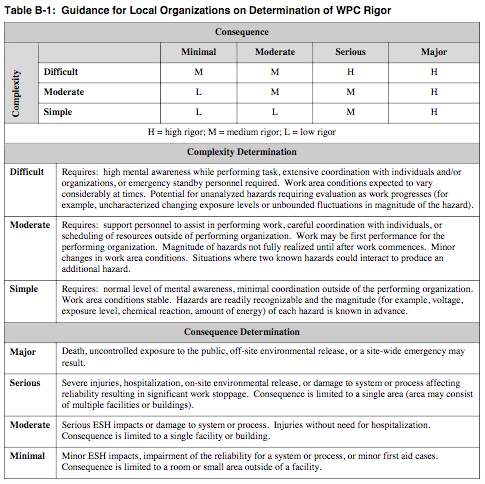 Table B-1: Guidance for Local Organizations on Determination of WPC Rigor
Consequence
Minimal Moderate Serious Major
Complexity
Difficult M M H H
Moderate L M M H
Simple L L M H
H = high rigor; M = medium rigor; L = low rigor
Complexity Determination
Difficult Requires: high mental awareness while performing task, extensive coordination with individuals and/or
organizations, or emergency standby personnel required. Work area conditions expected to vary
considerably at times. Potential for unanalyzed hazards requiring evaluation as work progresses (for
example, uncharacterized changing exposure levels or unbounded fluctuations in magnitude of the hazard).
Moderate Requires: support personnel to assist in performing work, careful coordination with individuals, or
scheduling of resources outside of performing organization. Work may be first performance for the
performing organization. Magnitude of hazards not fully realized until after work commences. Minor
changes in work area conditions. Situations where two known hazards could interact to produce an
additional hazard.
Simple Requires: normal level of mental awareness, minimal coordination outside of the performing organization.
Work area conditions stable. Hazards are readily recognizable and the magnitude (for example, voltage,
exposure level, chemical reaction, amount of energy) of each hazard is known in advance.
Consequence Determination
Major Death, uncontrolled exposure to the public, off-site environmental release, or a site-wide emergency may
result.
Serious Severe injuries, hospitalization, on-site environmental release, or damage to system or process affecting
reliability resulting in significant work stoppage. Consequence is limited to a single area (area may consist
of multiple facilities or buildings).
Moderate Serious ESH impacts or damage to system or process. Injuries without need for hospitalization.
Consequence is limited to a single facility or building.
Minimal Minor ESH impacts, impairment of the reliability for a system or process, or minor first aid cases.
Consequence is limited to a room or small area outside of a facility.